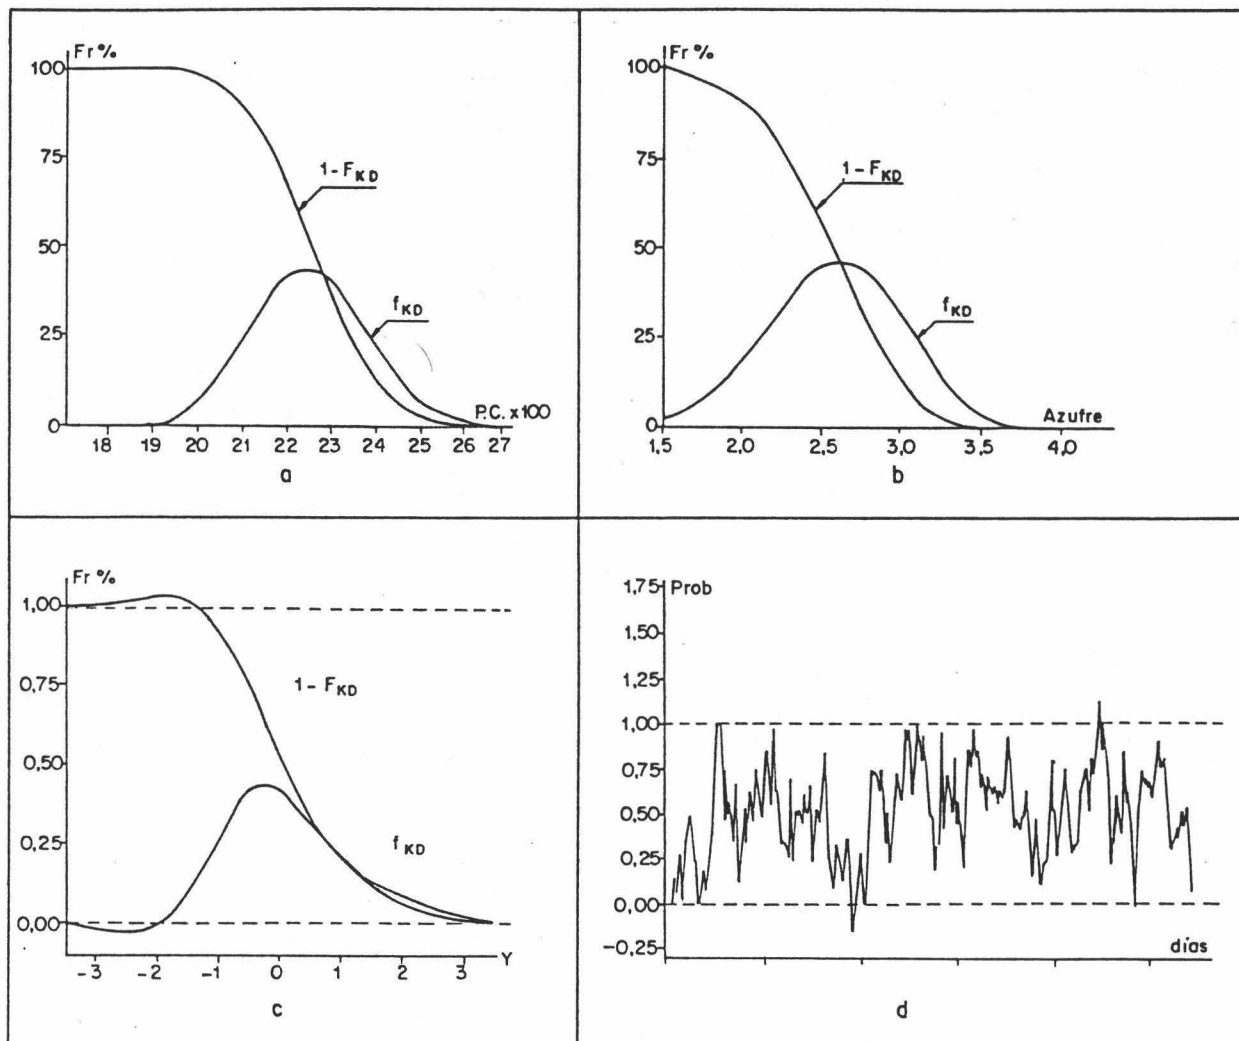 Fr %
100
75
50
25
0
1-F KD
f KD
P.C. x100
18 19 20 21 22 23 24 25 26 27
a
Fr %
100
75
50
25
0
1-F KD
f KD
Azufre
1,5 2,0 2,5 3,0 3,5 4,0
b
Fr %
1,00
0,75
0,50
0,25
0,00
1-F KD
f KD
-3 -2 -1 0 1 2 3 Y
c
1,75 Prob
1,50
1,25
1,00
0,75
0,50
0,25
0,00
-0,25
dias
d